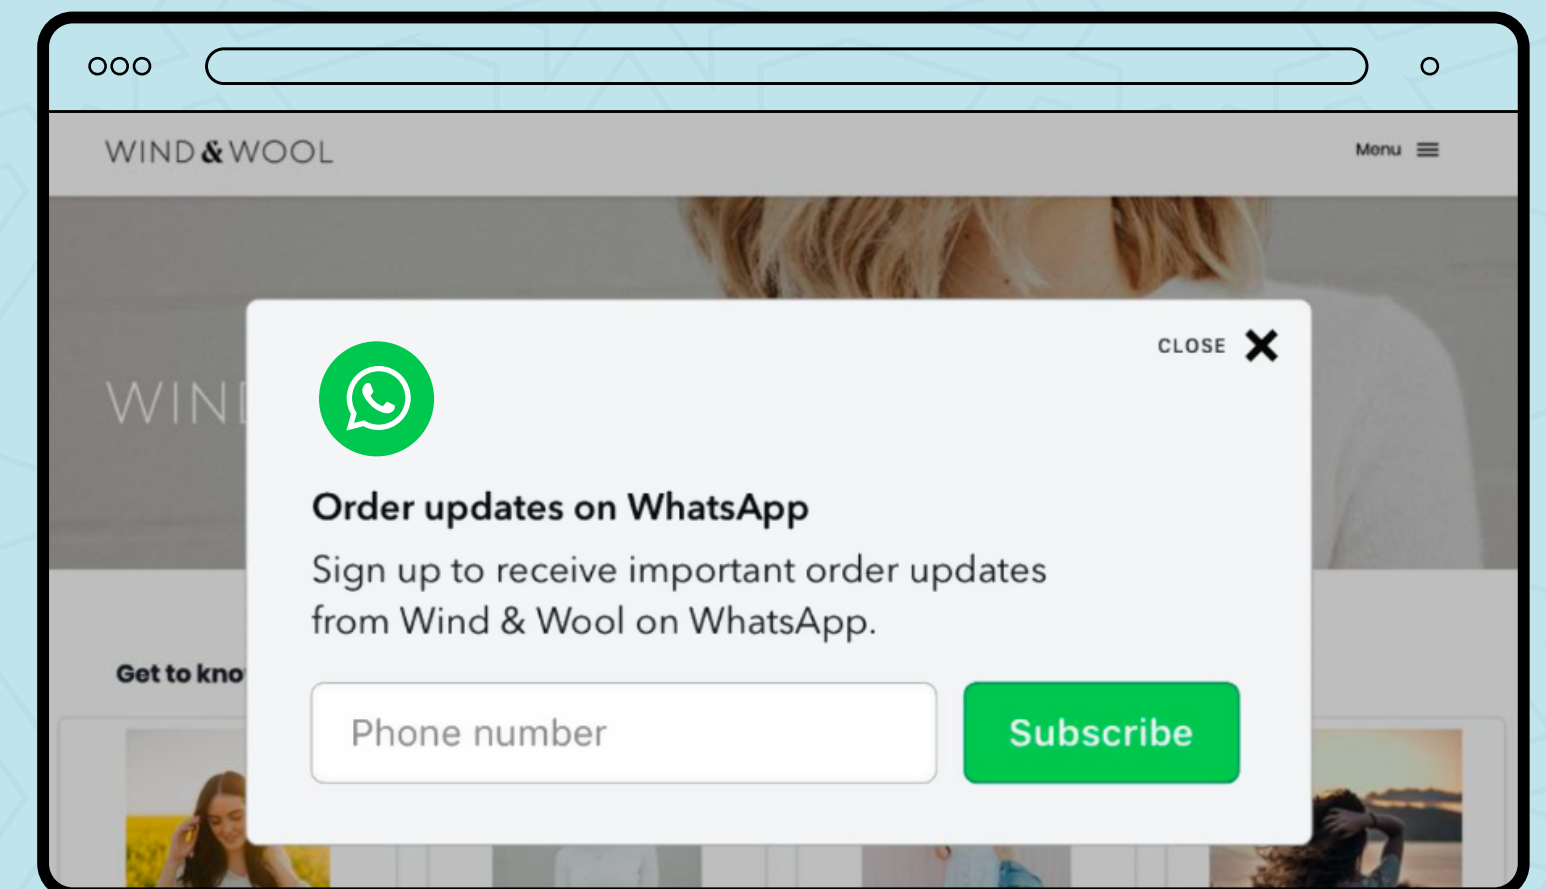 WIND & WOOL
Menu
CLOSE
WIND
Order updates on WhatsApp
Sign up to receive important order updates
from Wind & Wool on WhatsApp.
Get to kno
Phone number
Subscribe